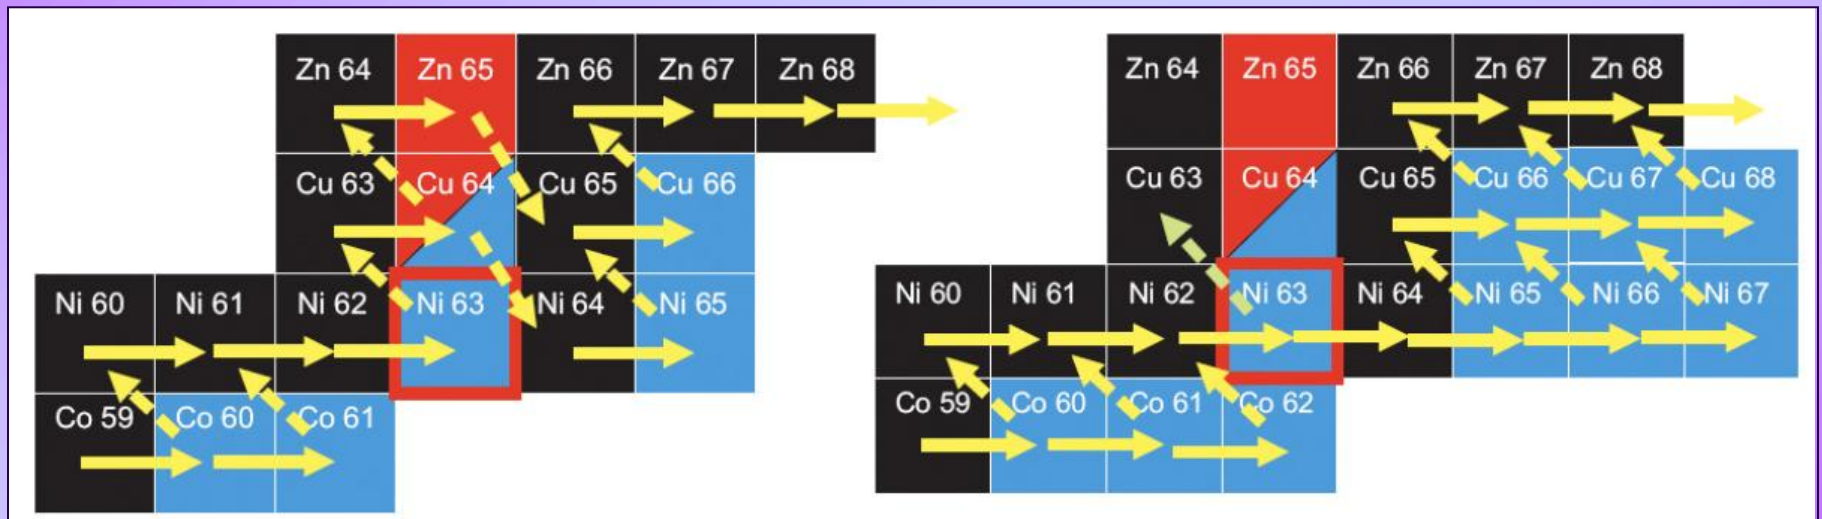 Zn 64 Zn 65 Zn 66 Zn 67 Zn 68
Cu 63 Cu 64 Cu 65 Cu 66
Ni 60 Ni 61 Ni 62 Ni 63 Ni 64 Ni 65
Co 59 Co 60 Co 61
Zn 64 Zn 65 Zn 66 Zn 67 Zn 68
Cu 63 Cu 64 Cu 65 Cu 66 Cu 67 Cu 68
Ni 60 Ni 61 Ni 62 Ni 63 Ni 64 Ni 65 Ni 66 Ni 67
Co 59 Co 60 Co 61 Co 62